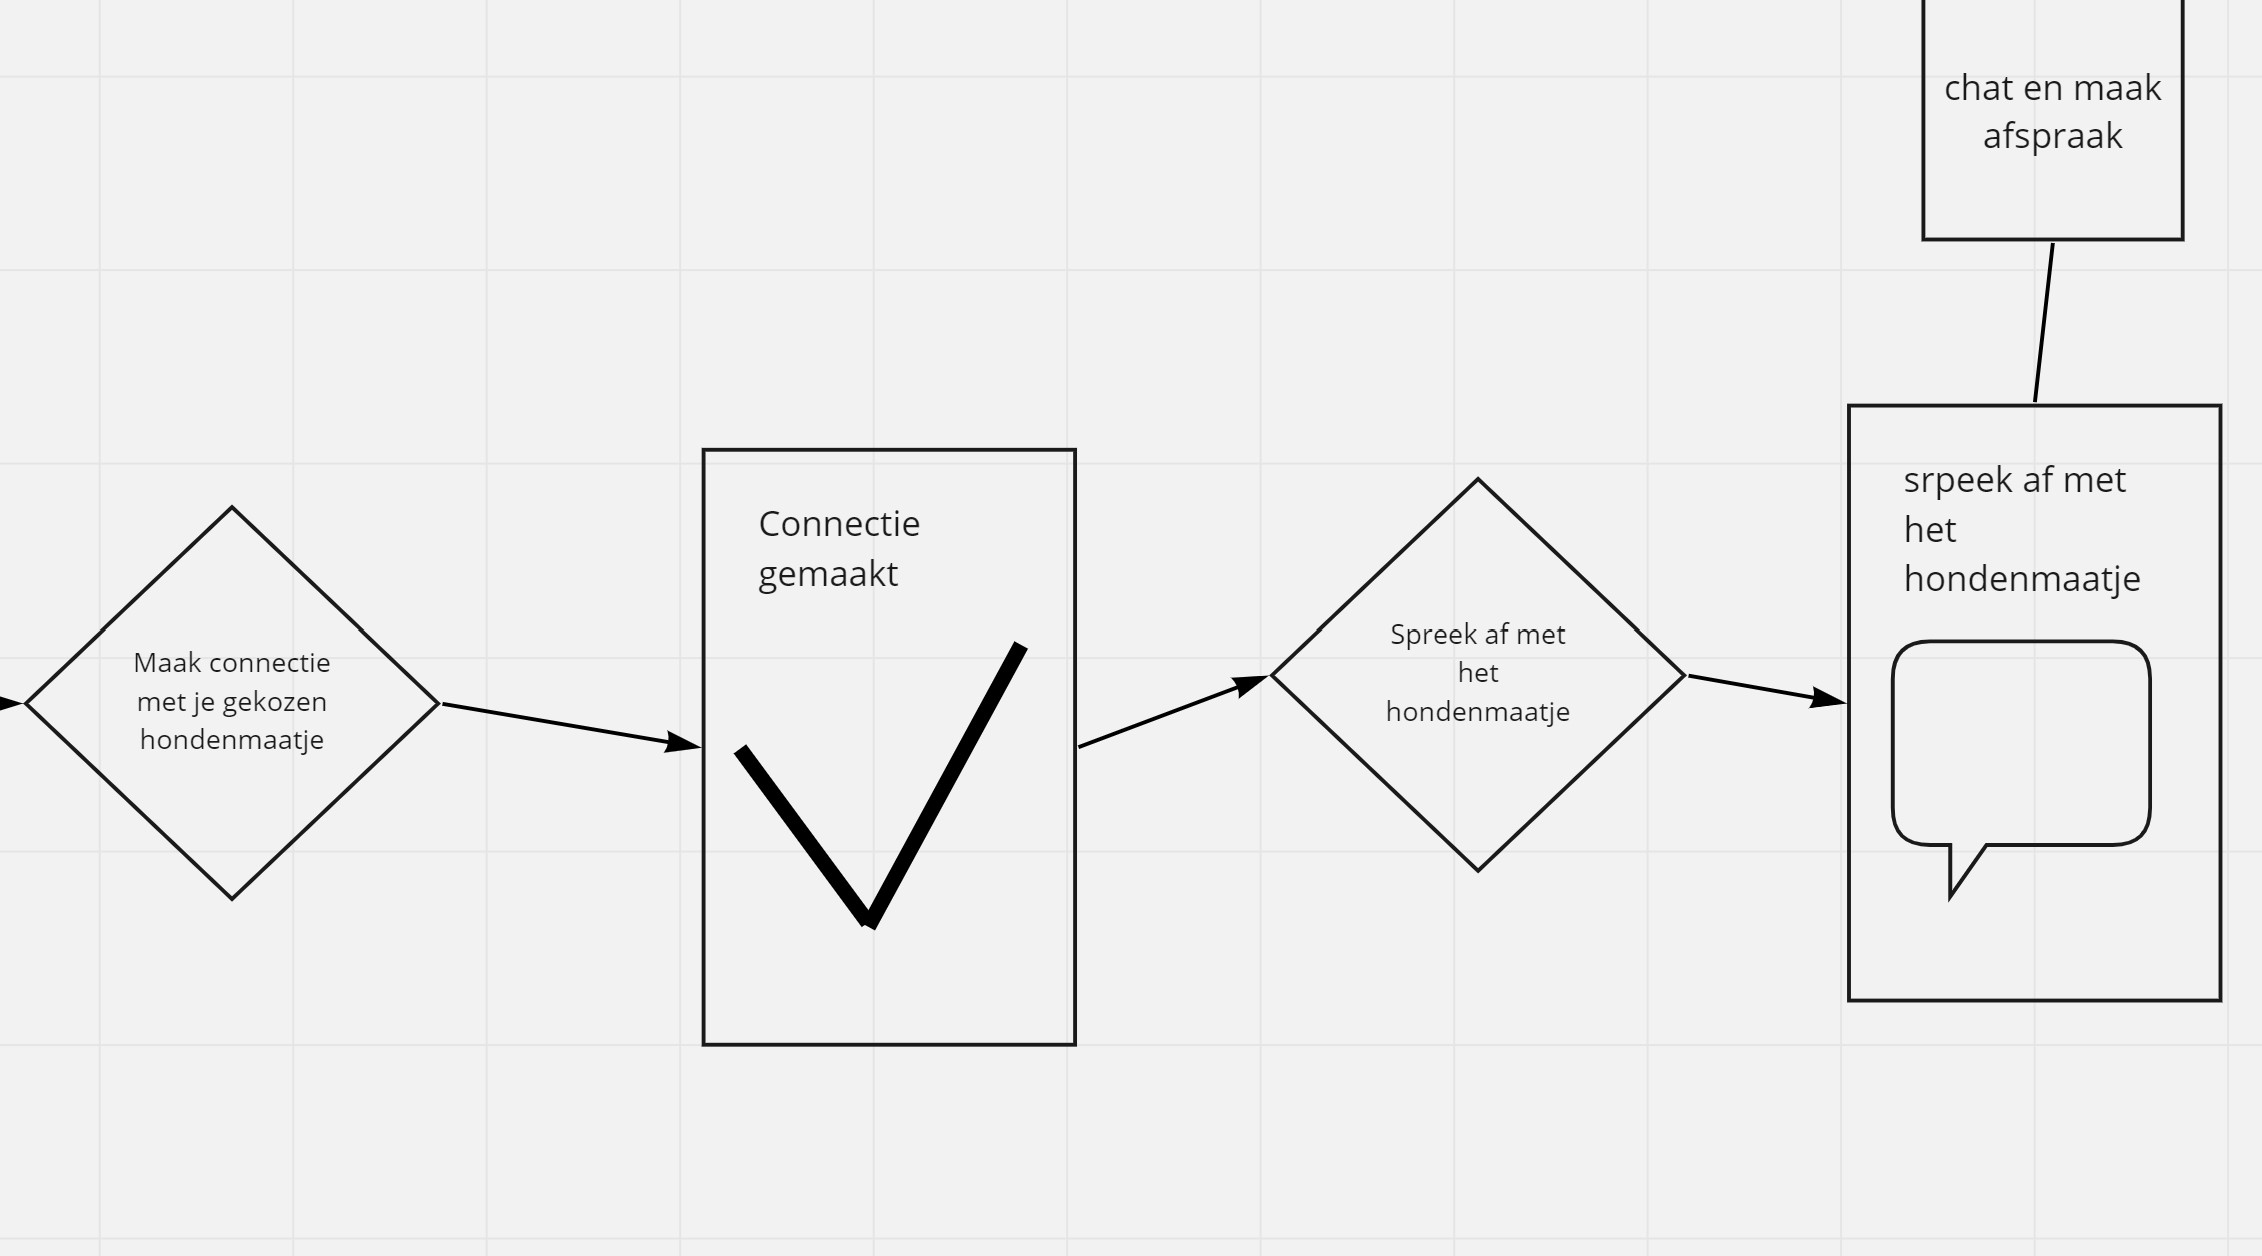 chat en maak
afspraak
Maak connectie
met je gekozen
hondenmaatje
Connectie
gemaakt
Spreek af met
het
hondenmaatje
srpeek af met
het
hondenmaatje